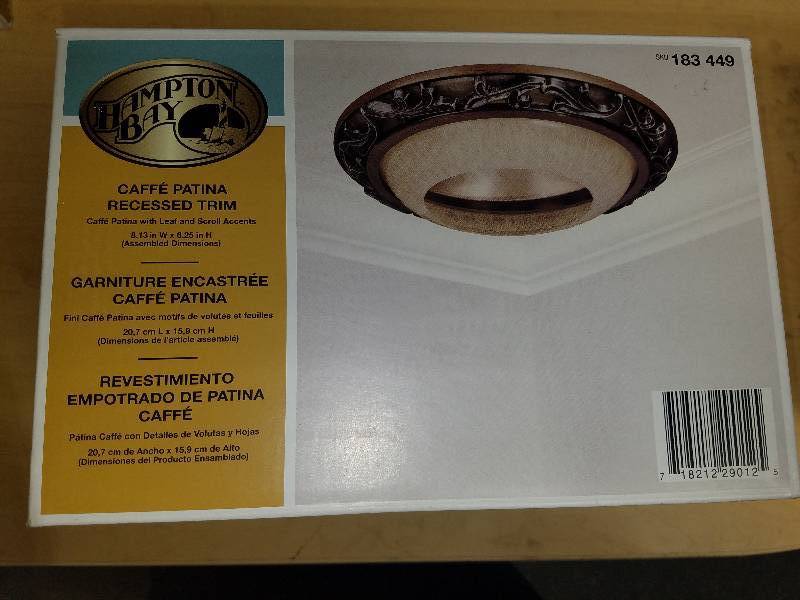 HAMPTON
BAY
CAFFÉ PATINA
RECESSED TRIM
Caffé Patina with Leaf and Scroll Accents
8.13 in W x 6.25 in H
(Assembled Dimensions)
GARNITURE ENCASTRÉE
CAFFÉ PATINA
Fini Caffé Patina avec motifs de volutes et feuilles
20,7 cm L x 15,9 cm H
(Dimensions de l'article assemblé)
REVESTIMIENTO
EMPOTRADO DE PATINA
CAFFÉ
Pátina Caffé con Detalles de Volutas y Hojas
20,7 cm de Ancho x 15,9 cm de Alto
(Dimensiones del Producto Ensamblado)
SKU 183 449
7 18212 29012 5